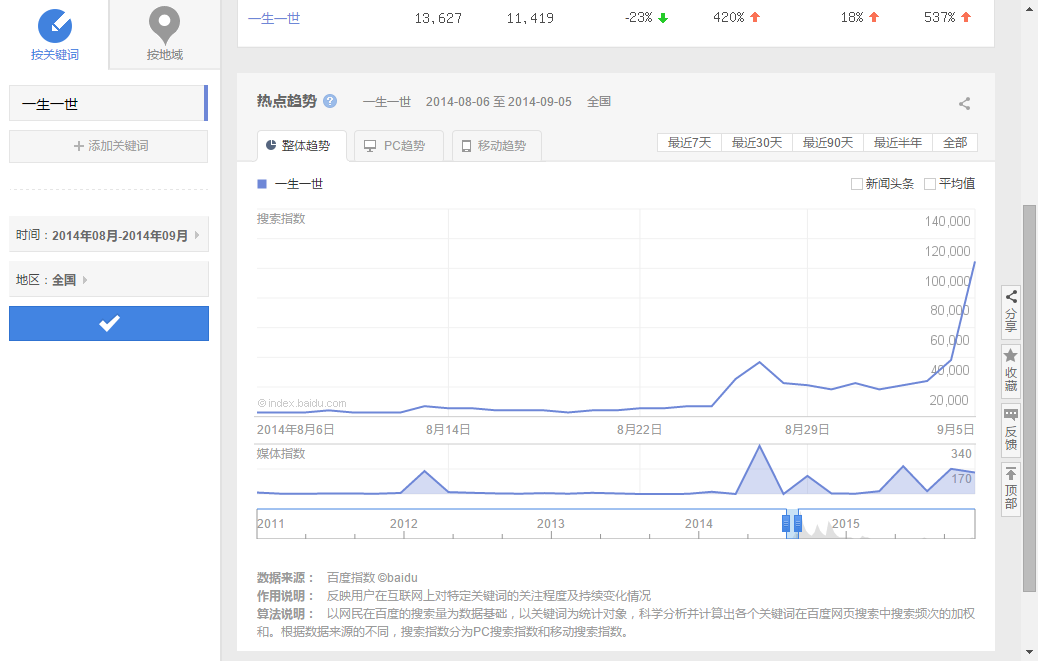 按关键词
按地域
一生一世
添加关键词
时间：2014年08月-2014年09月
地区：全国
一生一世 13,627 11,419 -23% 420% 18% 537%
热点趋势 ? 一生一世 2014-08-06 至 2014-09-05 全国
整体趋势 PC趋势 移动趋势
最近7天 最近30天 最近90天 最近半年 全部
一生一世
新闻头条 平均值
搜索指数
140,000
120,000
100,000
80,000
60,000
40,000
20,000
©index.baidu.com
2014年8月6日 8月14日 8月22日 8月29日 9月5日
媒体指数
340
170
2011 2012 2013 2014 2015
数据来源： 百度指数 ©baidu
作用说明： 反映用户在互联网上对特定关键词的关注程度及持续变化情况
算法说明： 以网民在百度的搜索量为数据基础，以关键词为统计对象，科学分析并计算出各个关键词在百度网页搜索中搜索频次的加权
和。根据数据来源的不同，搜索指数分为PC搜索指数和移动搜索指数。
分享
收藏
反馈
顶部